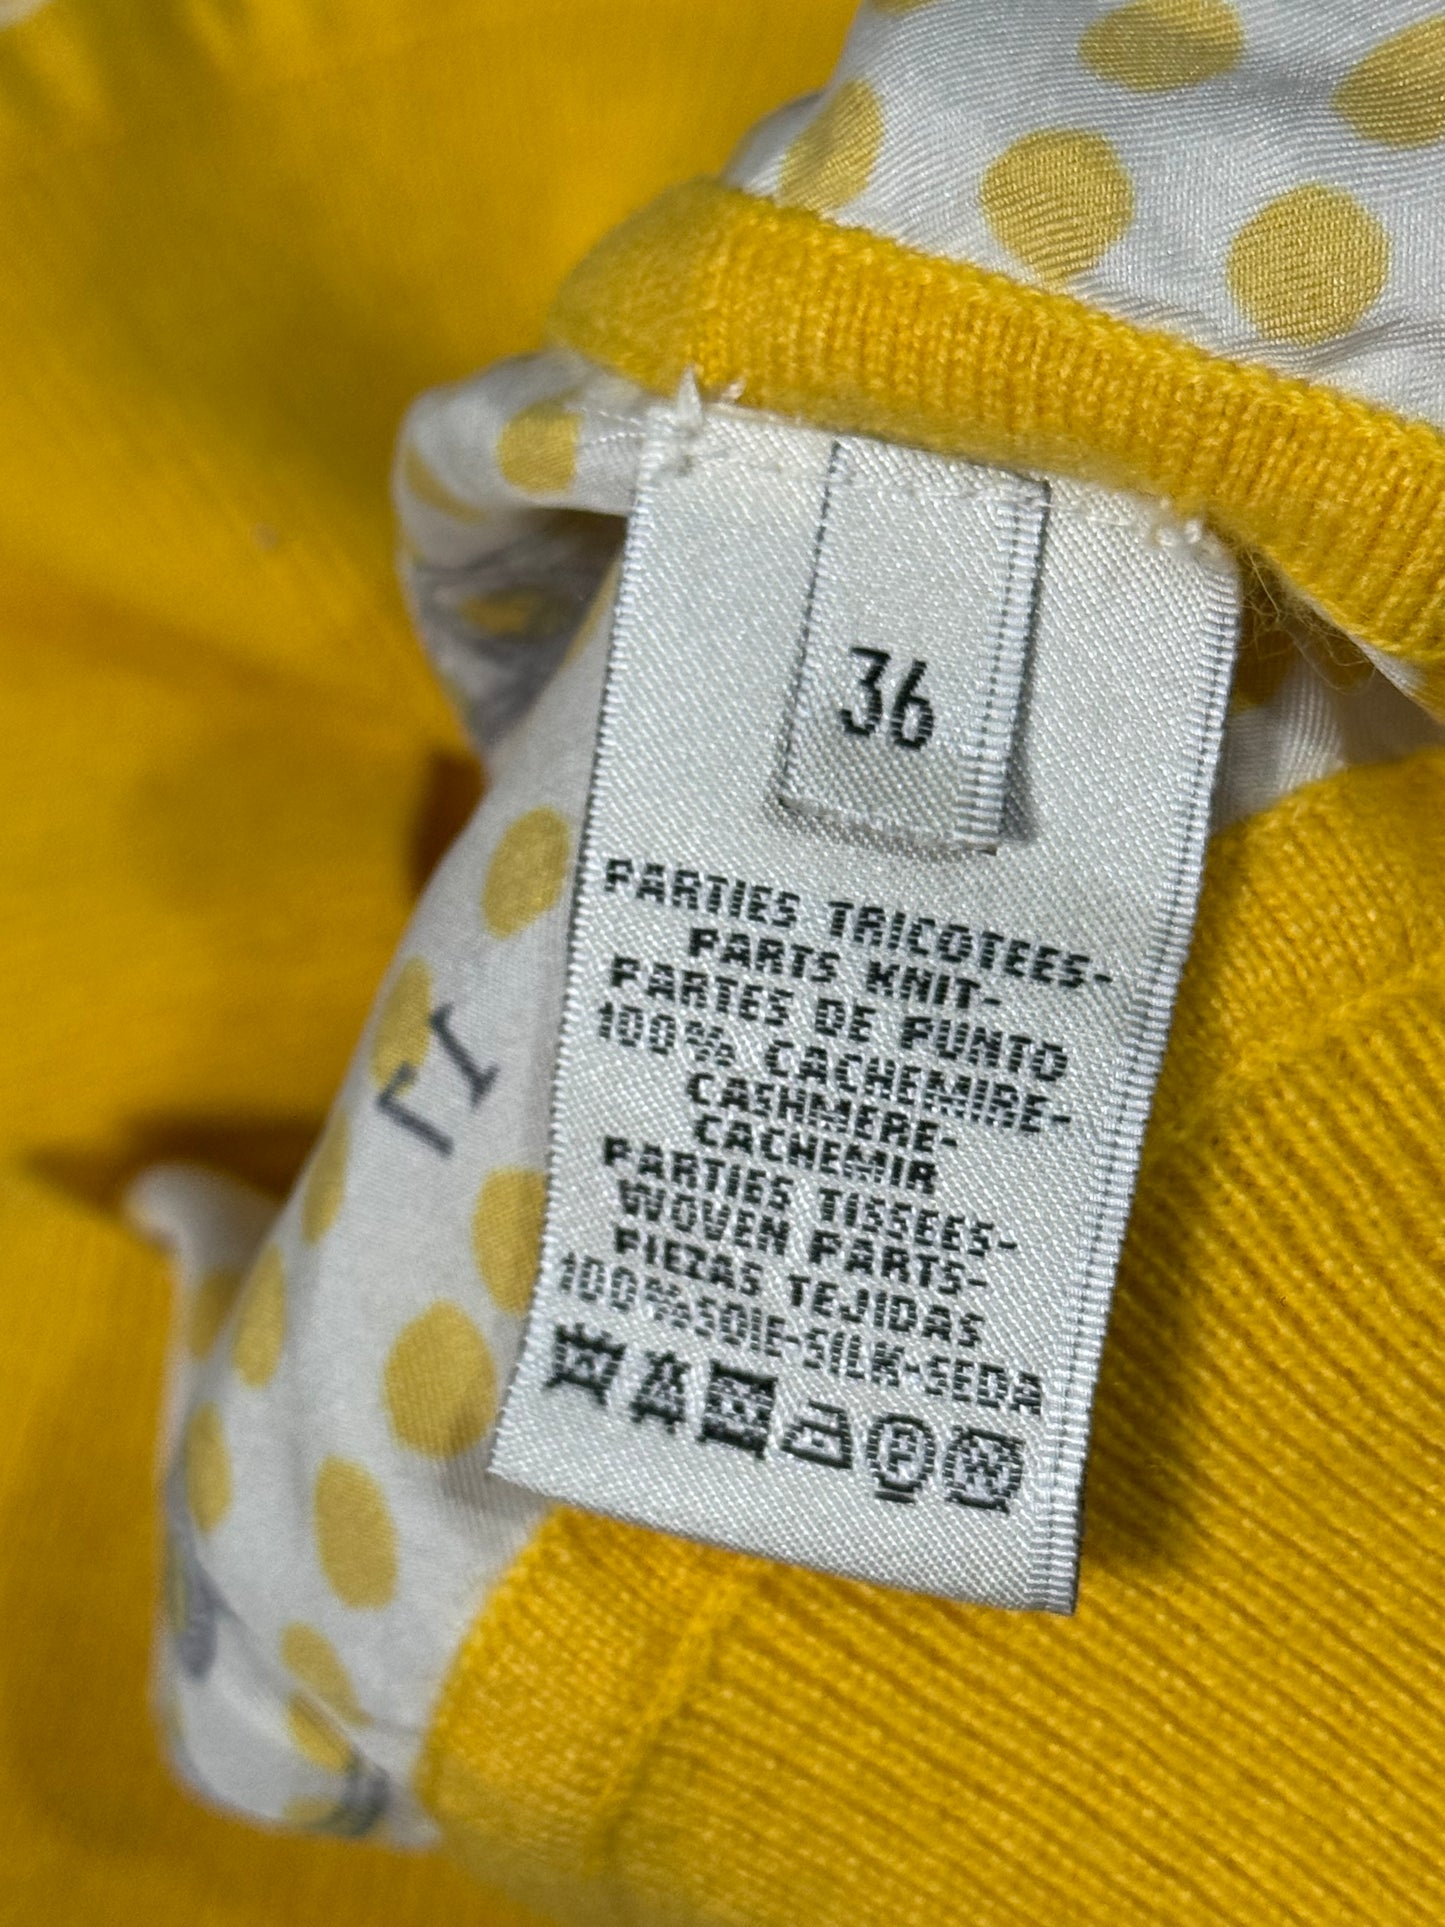 36
PARTIES TRICOTEES-
PARTS KNIT-
PARTES DE PUNTO
100% CACHEMIRE-
CASHMERE-
CACHEMIR
PARTIES TISSEES-
WOVEN PARTS-
PIEZAS TEJIDAS
100%SOIE-SILK-SEDA
P W